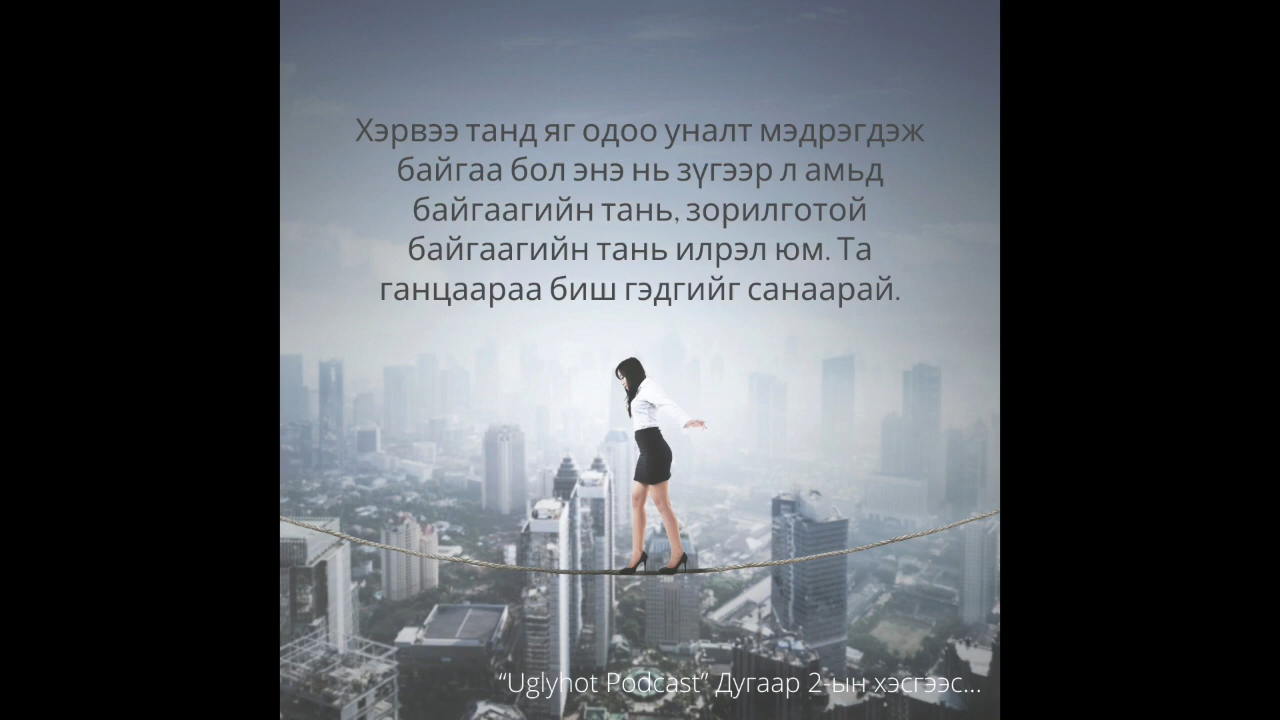 Хэрвээ танд яг одоо уналт мэдрэгдэж
байгаа бол энэ нь зүгээр л амьд
байгаагийн тань, зорилготой
байгаагийн тань илрэл юм. Та
ганцаараа биш гэдгийг санаарай.
“Uglyhot Podcast” Дугаар 2-ын хэсгээс...